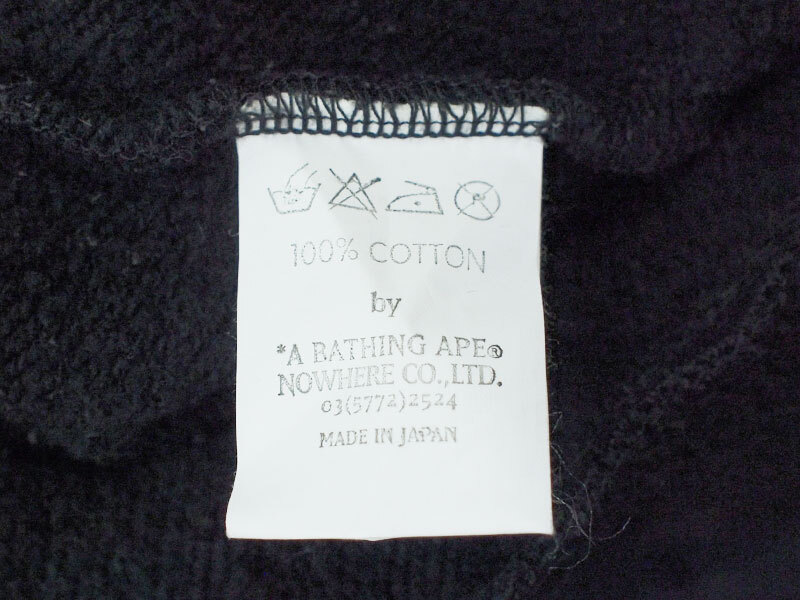 100% COTTON
by
*A BATHING APE®
NOWHERE CO.,LTD.
03(5772)2524
MADE IN JAPAN